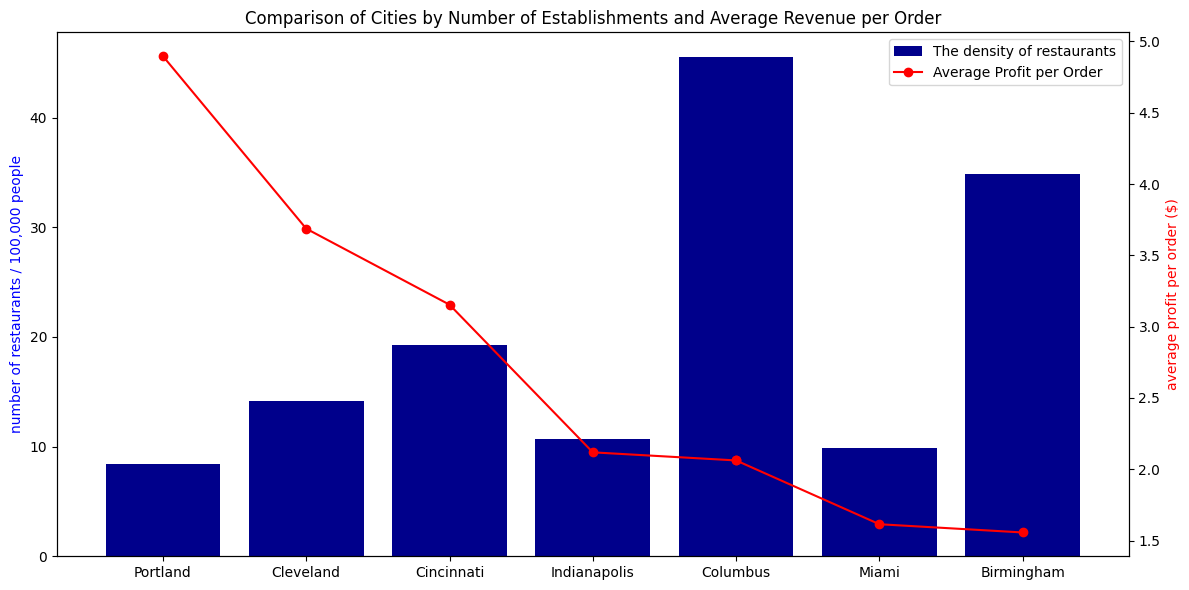 Comparison of Cities by Number of Establishments and Average Revenue per Order
The density of restaurants
Average Profit per Order
number of restaurants / 100,000 people
40
30
20
10
0
5.0
4.5
4.0
3.5
3.0
2.5
2.0
1.5
average profit per order ($)
Portland Cleveland Cincinnati Indianapolis Columbus Miami Birmingham